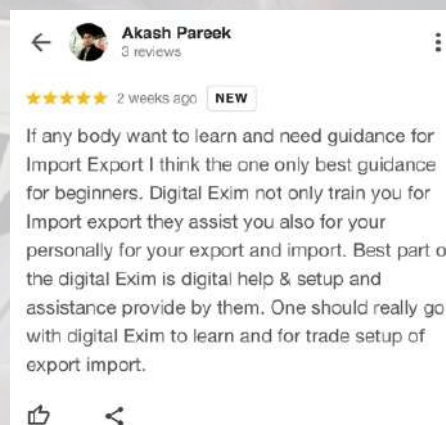 Akash Pareek
3 reviews
2 weeks ago NEW
If any body want to learn and need guidance for
Import Export I think the one only best guidance
for beginners. Digital Exim not only train you for
Import export they assist you also for your
personally for your export and import. Best part o
the digital Exim is digital help & setup and
assistance provide by them. One should really go
with digital Exim to learn and for trade setup of
export import.